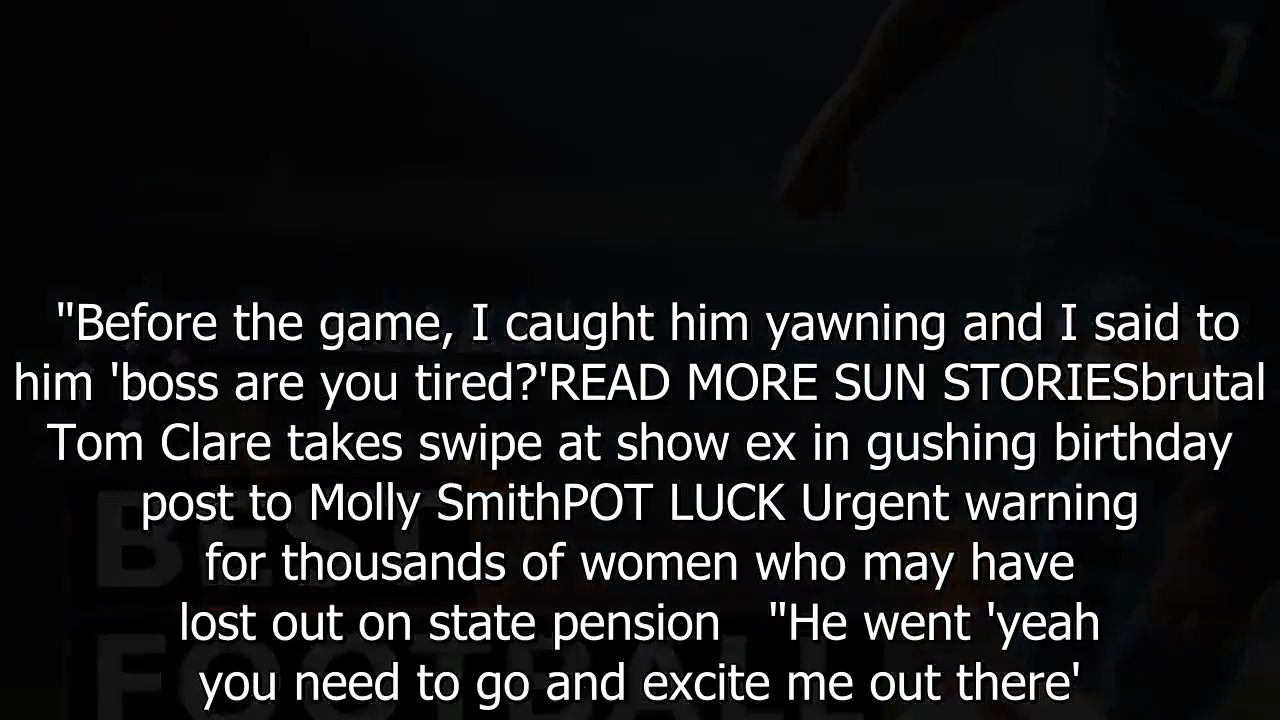 "Before the game, I caught him yawning and I said to
him 'boss are you tired?'READ MORE SUN STORIESbrutal
Tom Clare takes swipe at show ex in gushing birthday
post to Molly SmithPOT LUCK Urgent warning
for thousands of women who may have
lost out on state pension   "He went 'yeah
you need to go and excite me out there'
BEST
FOOTBALL
7